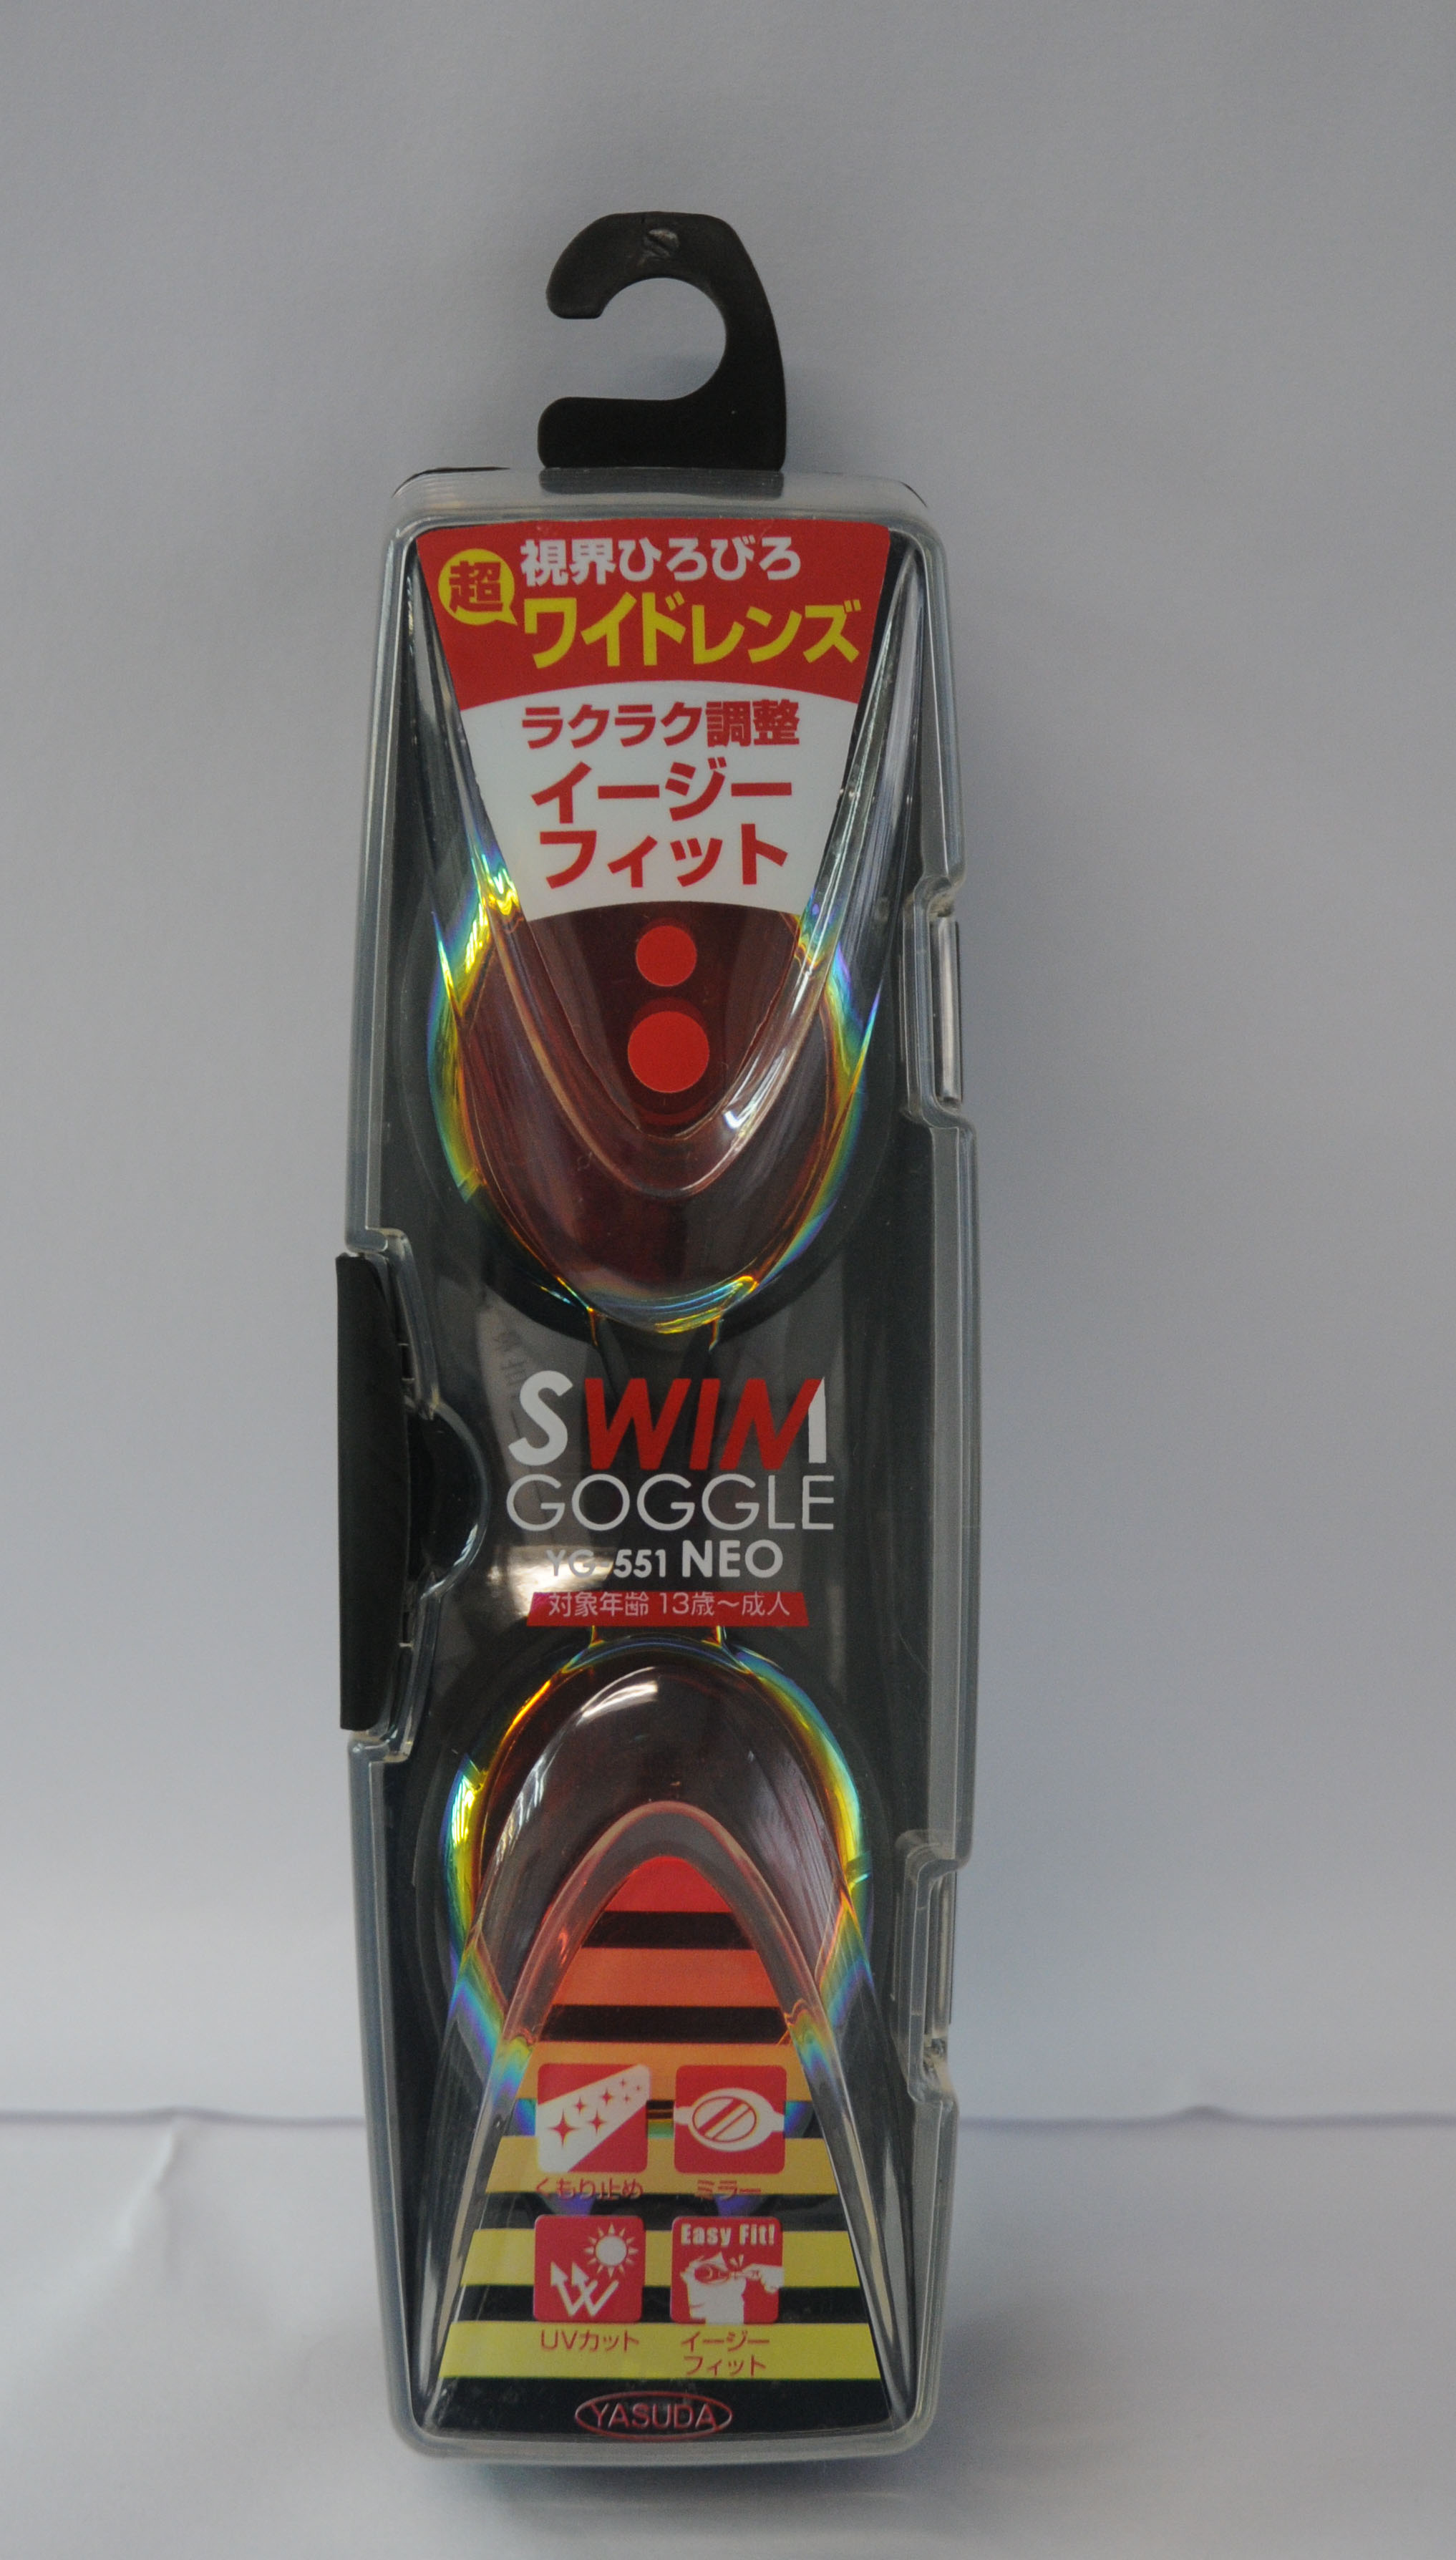 超
視界ひろびろ
ワイドレンズ
ラクラク調整
イージー
フィット
SWIM
GOGGLE
YG-551 NEO
対象年齢 13歳～成人
くもり止め
ミラー
Easy Fit!
UVカット
イージー
フィット
YASUDA